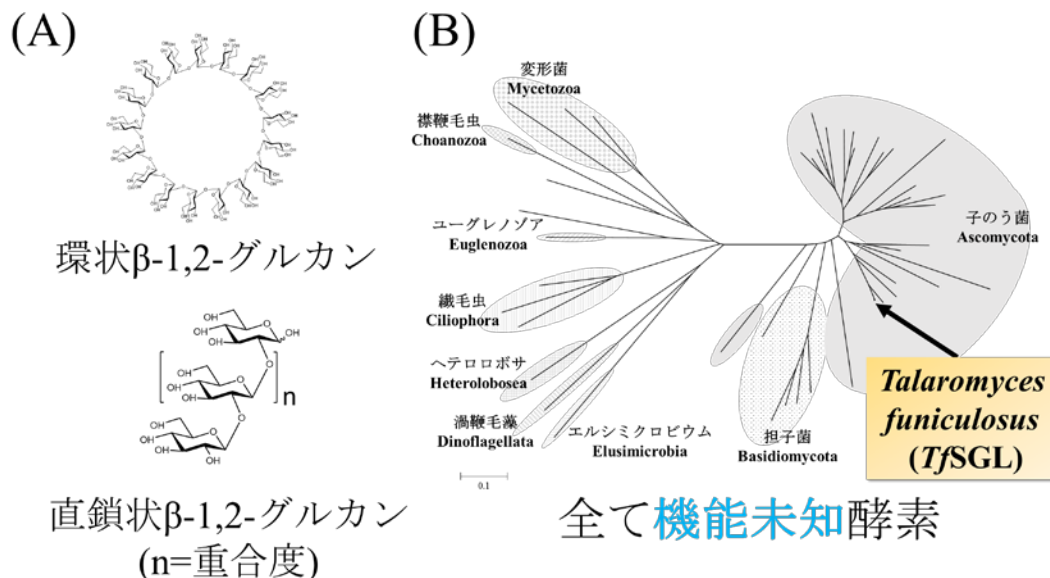 (A)
環状β-1,2-グルカン
n
直鎖状β-1,2-グルカン
(n=重合度)
(B)
変形菌
Mycetozoa
襟鞭毛虫
Choanozoa
ユーグレノゾア
Euglenozoa
繊毛虫
Ciliophora
ヘテロロボサ
Heterolobosea
渦鞭毛藻
Dinoflagellata
エルシミクロビウム
Elusimicrobia
担子菌
Basidiomycota
子のう菌
Ascomycota
Talaromyces
funiculosus
(TfSGL)
0.1
全て機能未知酵素